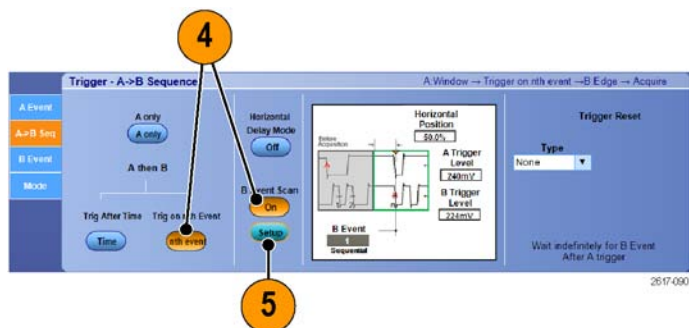 4
Trigger - A->B Sequence
A:Window → Trigger on nth event →B Edge → Acquire
A Event
A->B Seq
B Event
Mode
A only
A only
A then B
Trig After Time
Trig on nth Event
Time
nth event
Horizontal
Delay Mode
Off
B Event Scan
On
Setup
Before
Acquisition
Horizontal
Position
50.0%
A Trigger
Level
240mV
B Trigger
Level
224mV
B Event
1
Sequential
Trigger Reset
Type
None
Wait indefinitely for B Event
After A trigger
2617-090
5